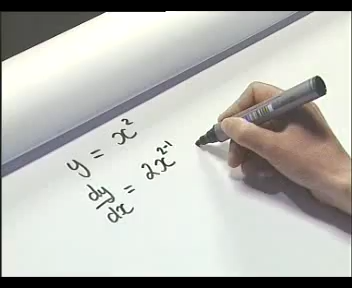 y = x²
dy/dx = 2x²⁻¹